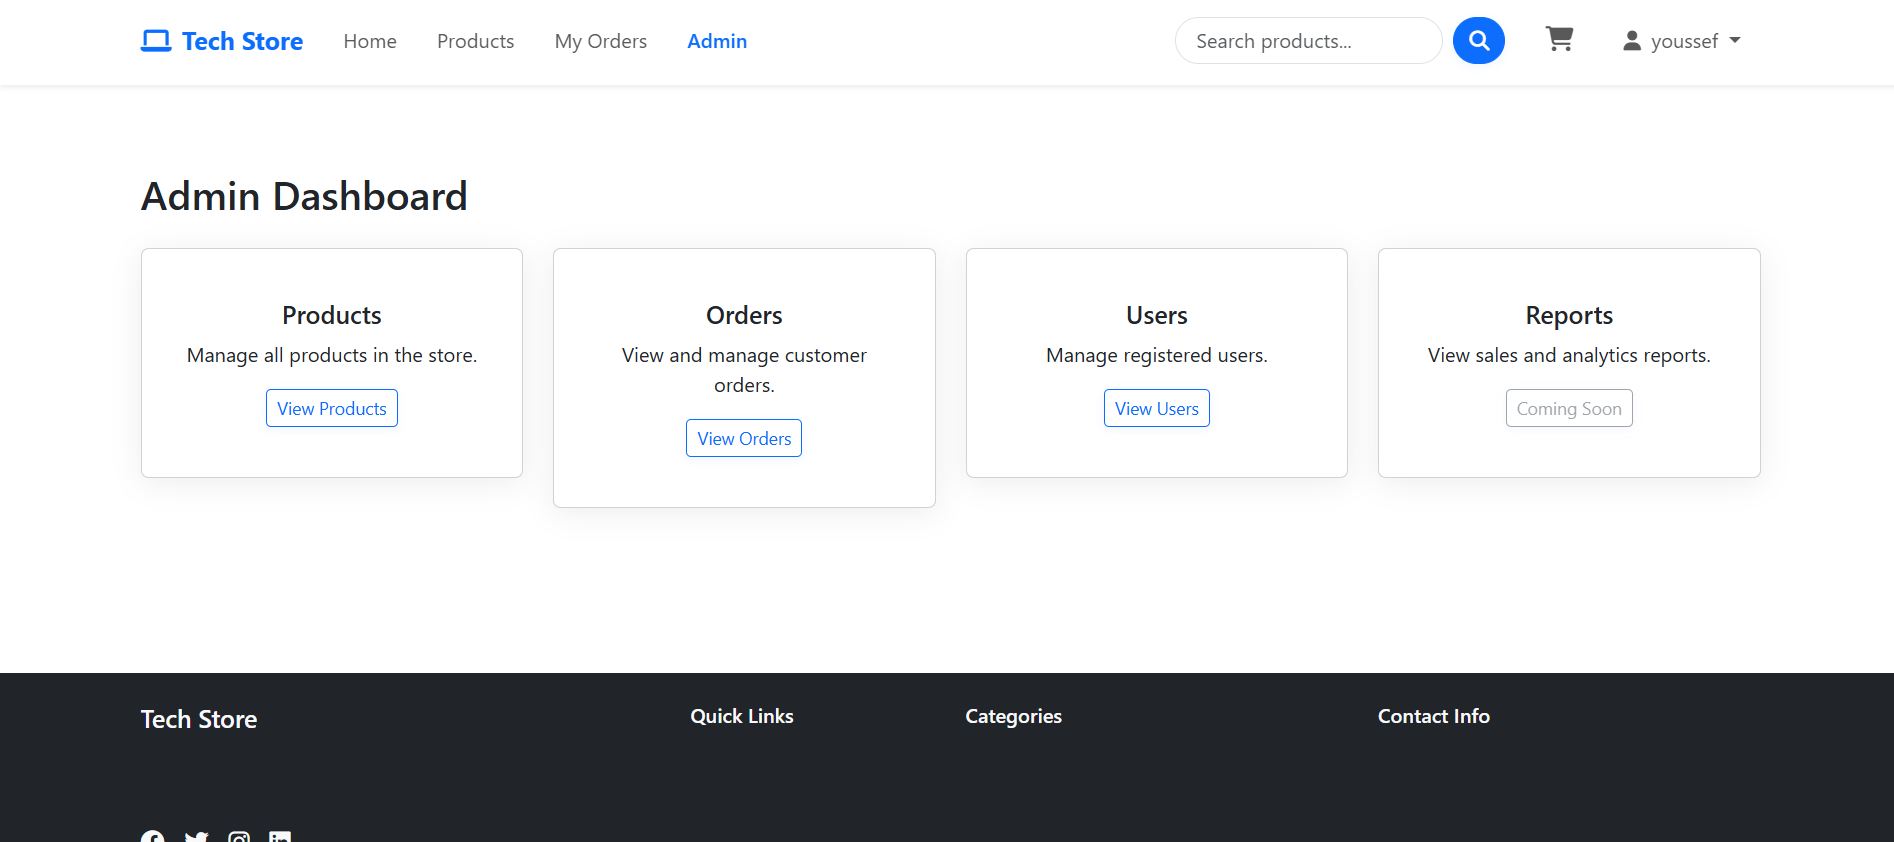 Tech Store
Home
Products
My Orders
Admin
Search products...
youssef
Admin Dashboard
Products
Manage all products in the store.
View Products
Orders
View and manage customer
orders.
View Orders
Users
Manage registered users.
View Users
Reports
View sales and analytics reports.
Coming Soon
Tech Store
Quick Links
Categories
Contact Info